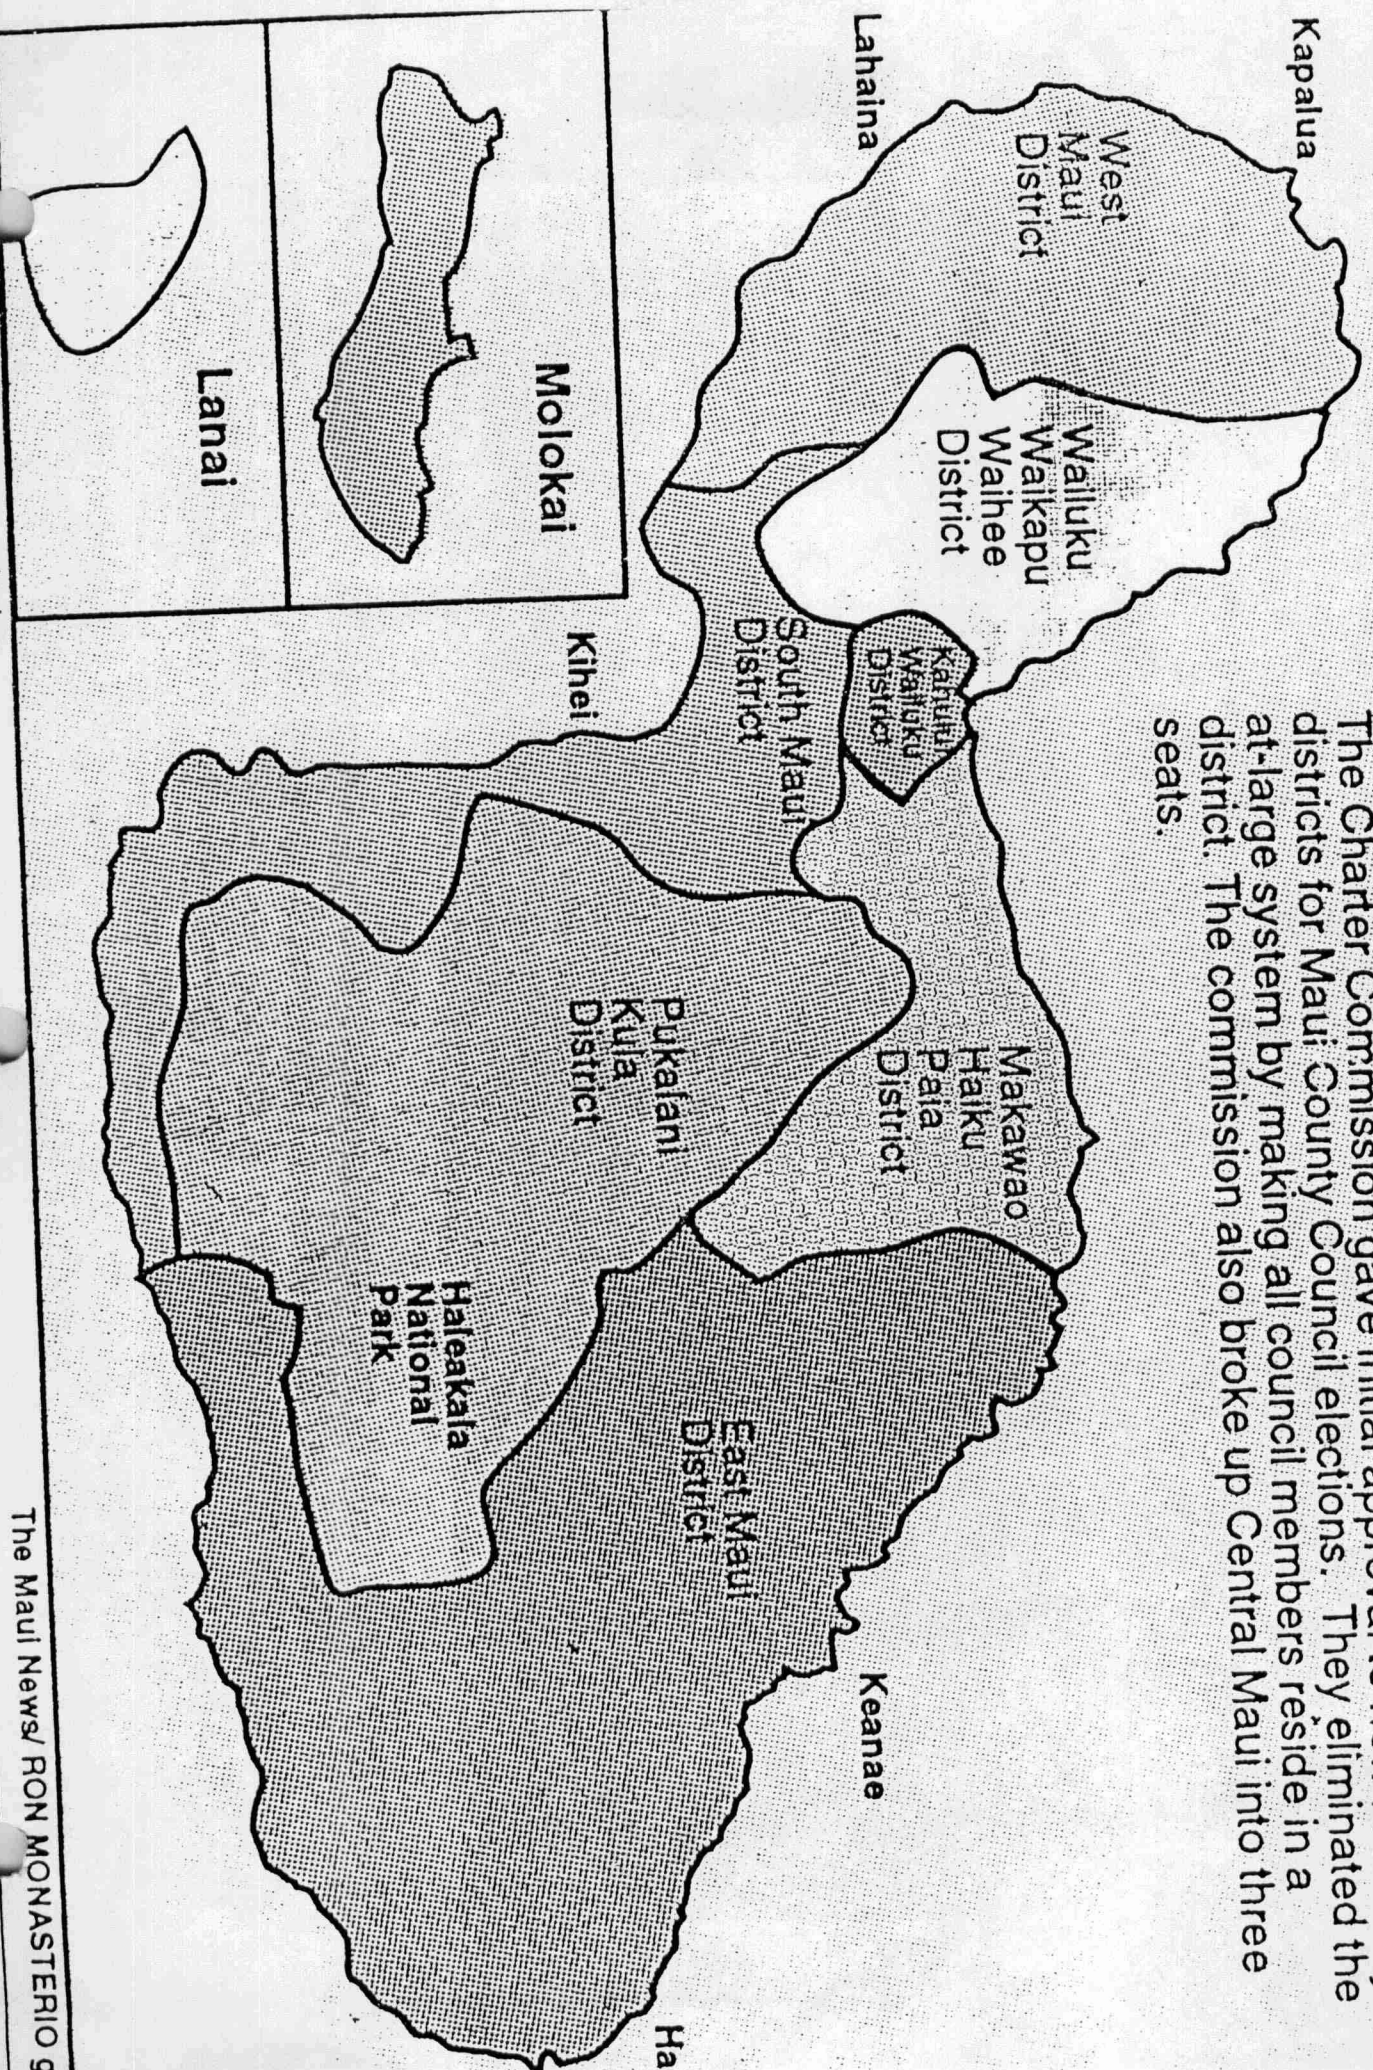 The Charter Commission gave initial approval
districts for Maui County Council elections. They eliminated the
at-large system by making all council members reside in a
district. The commission also broke up Central Maui into three
seats.
Kapalua
Lahaina
West
Maui
District
Wailuku
Waikapu
Waihee
District
Kahului
Wailuku
District
South Maui
District
Kihei
Makawao
Haiku
Paia
District
Pukalani
Kula
District
Haleakala
National
Park
East Maui
District
Keanae
Ha
Molokai
Lanai
The Maui News/ RON MONASTERIO g